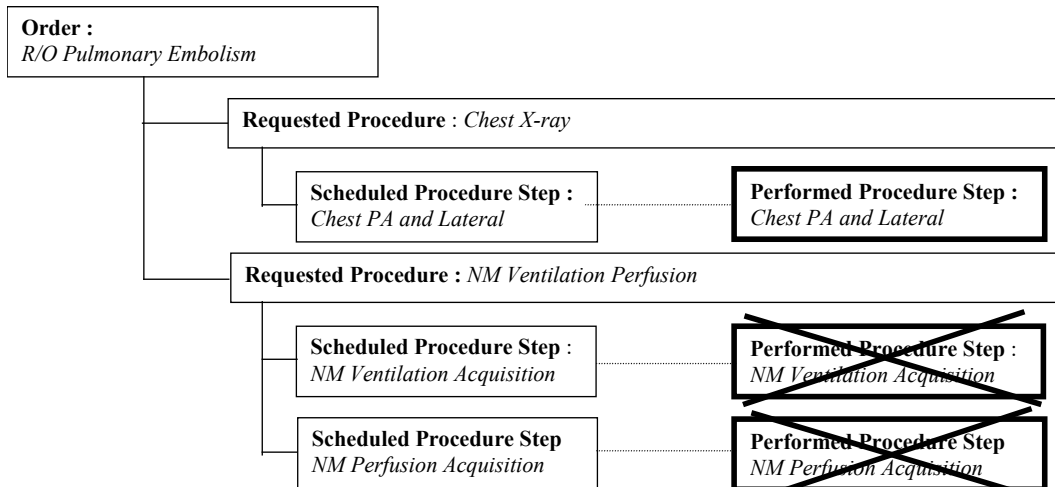 Order :
R/O Pulmonary Embolism
Requested Procedure : Chest X-ray
Scheduled Procedure Step :
Chest PA and Lateral
Performed Procedure Step :
Chest PA and Lateral
Requested Procedure : NM Ventilation Perfusion
Scheduled Procedure Step :
NM Ventilation Acquisition
Performed Procedure Step :
NM Ventilation Acquisition
Scheduled Procedure Step
NM Perfusion Acquisition
Performed Procedure Step
NM Perfusion Acquisition